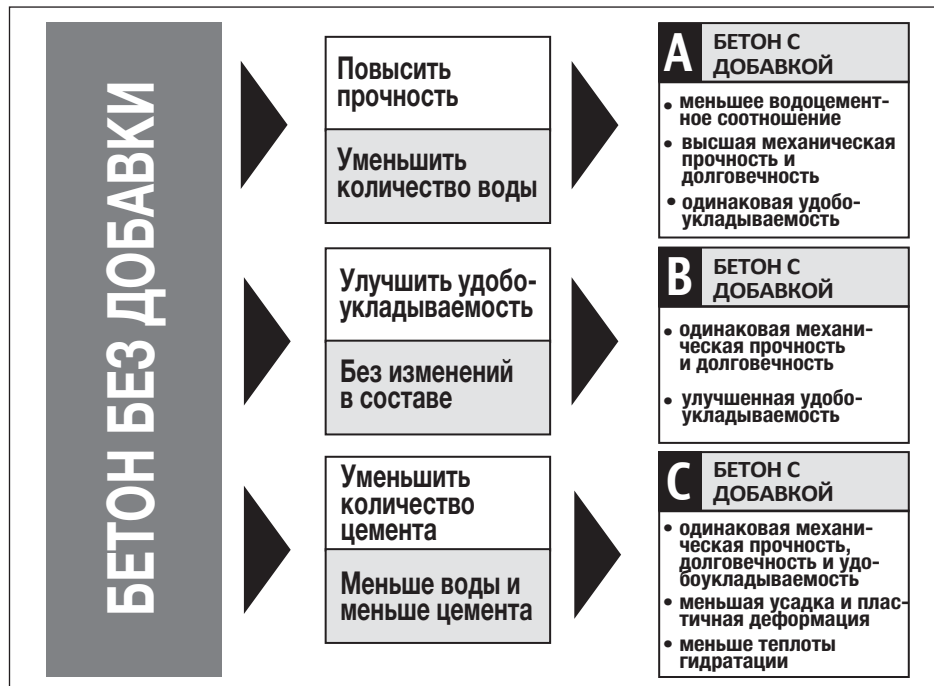 БЕТОН БЕЗ ДОБАВКИ
Повысить
прочность
Уменьшить
количество воды
A
БЕТОН С
ДОБАВКОЙ
• меньшее водоцемент-
ное соотношение
• высшая механическая
прочность и
долговечность
• одинаковая удобо-
укладываемость
Улучшить удобо-
укладываемость
Без изменений
в составе
B
БЕТОН С
ДОБАВКОЙ
• одинаковая механи-
ческая прочность
и долговечность
• улучшенная удобо-
укладываемость
Уменьшить
количество
цемента
Меньше воды и
меньше цемента
C
БЕТОН С
ДОБАВКОЙ
• одинаковая механи-
ческая прочность,
долговечность и удо-
боукладываемость
• меньшая усадка и плас-
тичная деформация
• меньше теплоты
гидратации